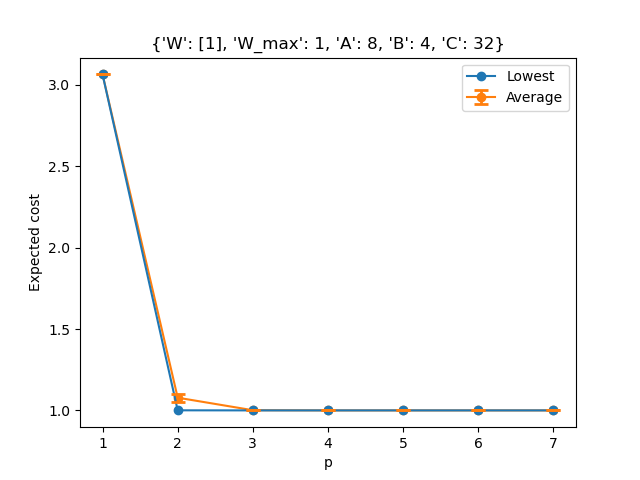 {'W': [1], 'W_max': 1, 'A': 8, 'B': 4, 'C': 32}
Lowest
Average
Expected cost
3.0
2.5
2.0
1.5
1.0
1 2 3 4 5 6 7
p